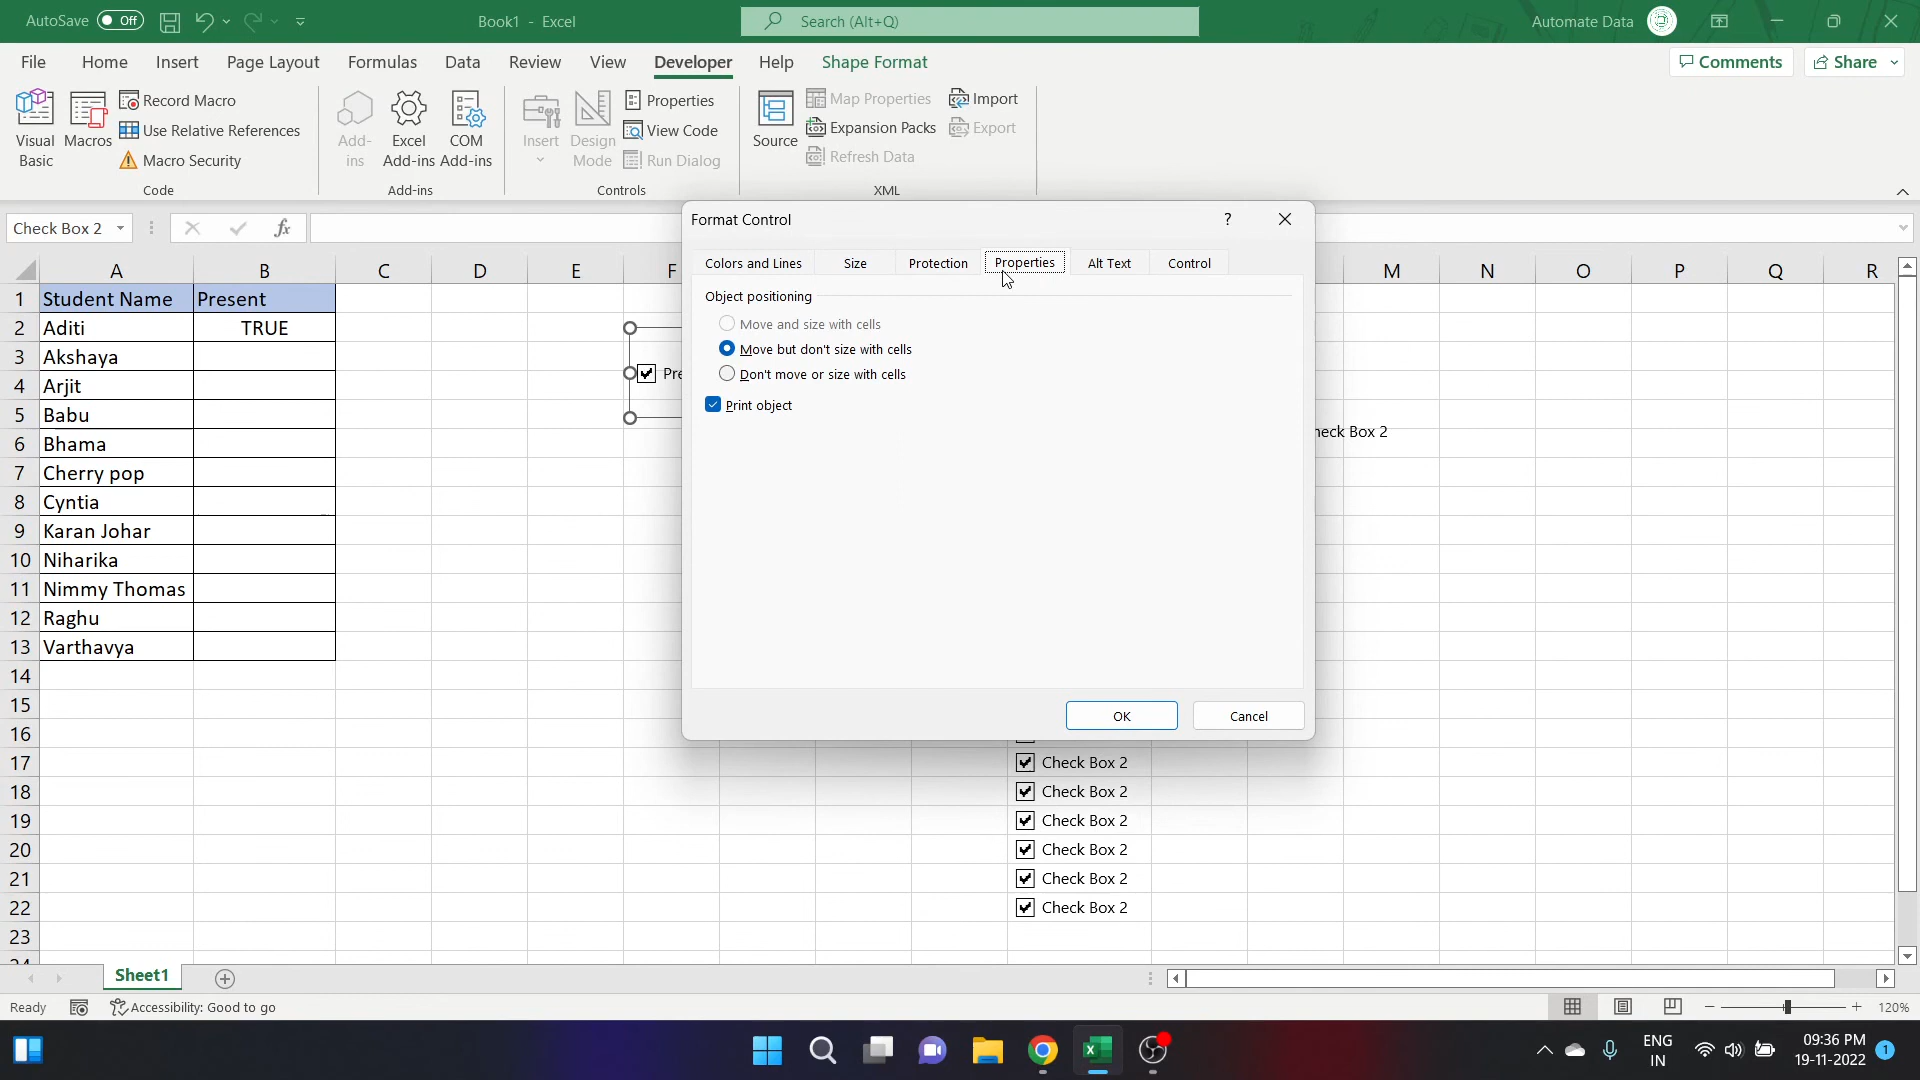 AutoSave Off
Book1 - Excel
Search (Alt+Q)
Automate Data
File Home Insert Page Layout Formulas Data Review View Developer Help Shape Format
Comments Share
Visual Basic
Macros
Record Macro
Use Relative References
Macro Security
Code
Add-ins
Excel Add-ins
COM Add-ins
Add-ins
Insert
Design Mode
Properties
View Code
Run Dialog
Controls
Source
Map Properties
Expansion Packs
Refresh Data
Import
Export
XML
Check Box 2
fx
A B C D E F M N O P Q R
1 Student Name Present
2 Aditi TRUE
3 Akshaya
4 Arjit
5 Babu
6 Bhama
7 Cherry pop
8 Cyntia
9 Karan Johar
10 Niharika
11 Nimmy Thomas
12 Raghu
13 Varthavya
14
15
16
17 Check Box 2
18 Check Box 2
19 Check Box 2
20 Check Box 2
21 Check Box 2
22 Check Box 2
23
Format Control
?
Colors and Lines Size Protection Properties Alt Text Control
Object positioning
Move and size with cells
Move but don't size with cells
Don't move or size with cells
Print object
OK Cancel
Sheet1
Ready
Accessibility: Good to go
120%
ENG
IN
09:36 PM
19-11-2022
1